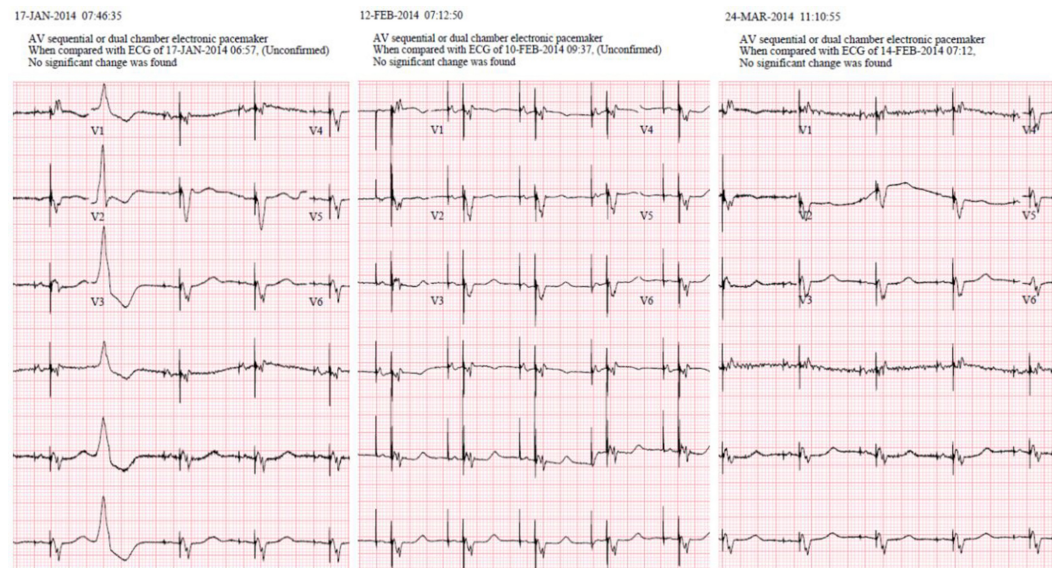 17-JAN-2014 07:46:35
AV sequential or dual chamber electronic pacemaker
When compared with ECG of 17-JAN-2014 06:57, (Unconfirmed)
No significant change was found
V1
V4
V2
V5
V3
V6
12-FEB-2014 07:12:50
AV sequential or dual chamber electronic pacemaker
When compared with ECG of 10-FEB-2014 09:37, (Unconfirmed)
No significant change was found
V1
V4
V2
V5
V3
V6
24-MAR-2014 11:10:55
AV sequential or dual chamber electronic pacemaker
When compared with ECG of 14-FEB-2014 07:12,
No significant change was found
V1
V4
V2
V5
V3
V6